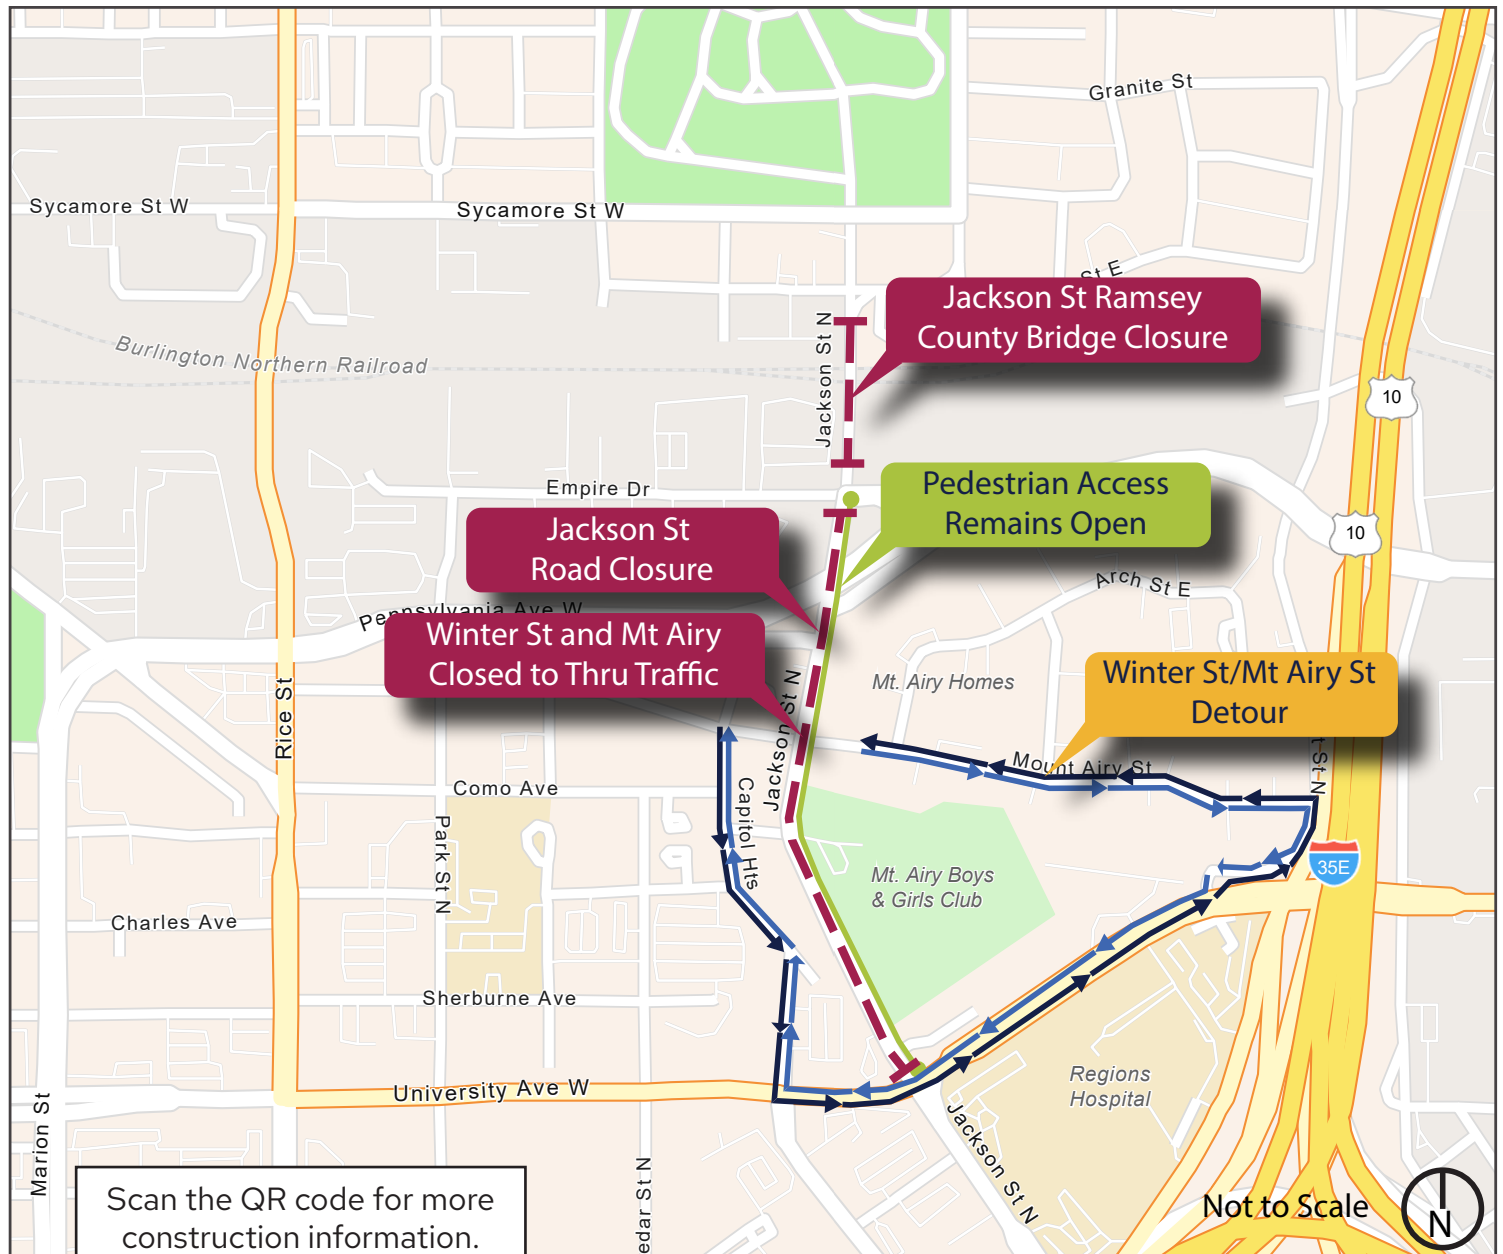 Granite St
Sycamore St W
Sycamore St W
St E
Jackson St Ramsey
County Bridge Closure
Jackson St N
Burlington Northern Railroad
10
Empire Dr
Pedestrian Access
Remains Open
Jackson St
Road Closure
10
Arch St E
Pennsylvania Ave W
Winter St and Mt Airy
Closed to Thru Traffic
Mt. Airy Homes
Winter St/Mt Airy St
Detour
Rice St
Jackson St N
Mount Airy St
t St N
Como Ave
Capitol Hts
Park St N
35E
Mt. Airy Boys
& Girls Club
Charles Ave
Sherburne Ave
University Ave W
Regions
Hospital
Marion St
Jackson St N
edar St N
Scan the QR code for more
construction information.
Not to Scale
N